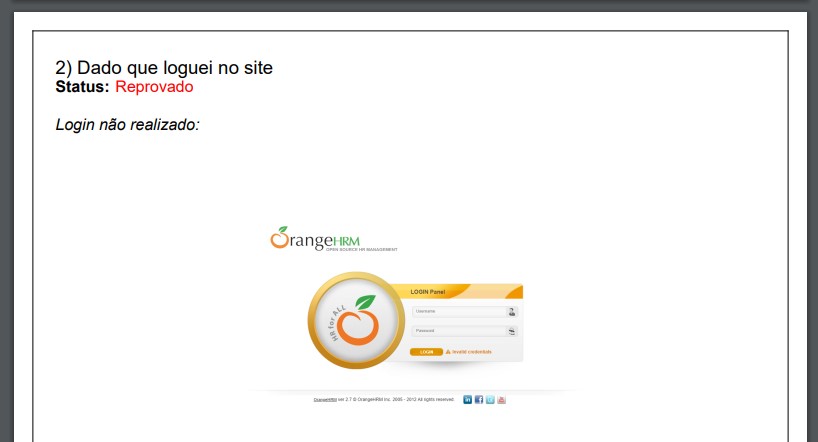 2) Dado que loguei no site
Status: Reprovado
Login não realizado:
OrangeHRM
OPEN SOURCE HR MANAGEMENT
HR for ALL
LOGIN Panel
Username
Password
LOGIN
Invalid credentials
OrangeHRM ver 2.7 © OrangeHRM Inc. 2005 - 2012 All rights reserved.
in f t